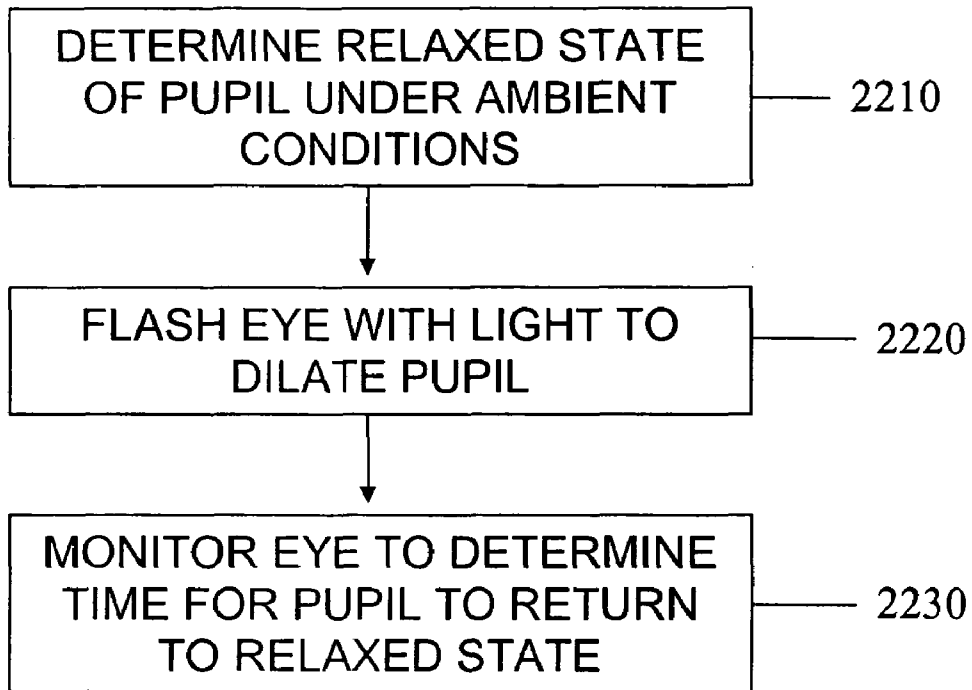 DETERMINE RELAXED STATE
OF PUPIL UNDER AMBIENT
CONDITIONS
2210
FLASH EYE WITH LIGHT TO
DILATE PUPIL
2220
MONITOR EYE TO DETERMINE
TIME FOR PUPIL TO RETURN
TO RELAXED STATE
2230